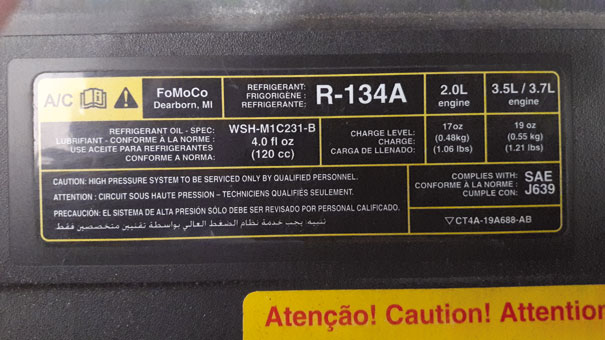 A/C
FoMoCo
Dearborn, MI
REFRIGERANT:
FRIGORIGÈNE :
REFRIGERANTE:
R-134A
2.0L
engine
3.5L / 3.7L
engine
REFRIGERANT OIL - SPEC:
LUBRIFIANT - CONFORME À LA NORME :
USE ACEITE PARA REFRIGERANTES
CONFORME A NORMA:
WSH-M1C231-B
4.0 fl oz
(120 cc)
CHARGE LEVEL:
CHARGE:
CARGA DE LLENADO:
17oz
(0.48kg)
(1.06 lbs)
19 oz
(0.55 kg)
(1.21 lbs)
CAUTION: HIGH PRESSURE SYSTEM TO BE SERVICED ONLY BY QUALIFIED PERSONNEL.
ATTENTION : CIRCUIT SOUS HAUTE PRESSION – TECHNICIENS QUALIFIÉS SEULEMENT.
PRECAUCIÓN: EL SISTEMA DE ALTA PRESIÓN SÓLO DEBE SER REVISADO POR PERSONAL CALIFICADO.
تنبيه: يجب خدمة نظام الضغط العالي بواسطة تقنيين متخصصين فقط
COMPLIES WITH:
CONFORME À LA NORME :
CUMPLE CON:
SAE
J639
▽CT4A-19A688-AB
Atenção! Caution! Attention